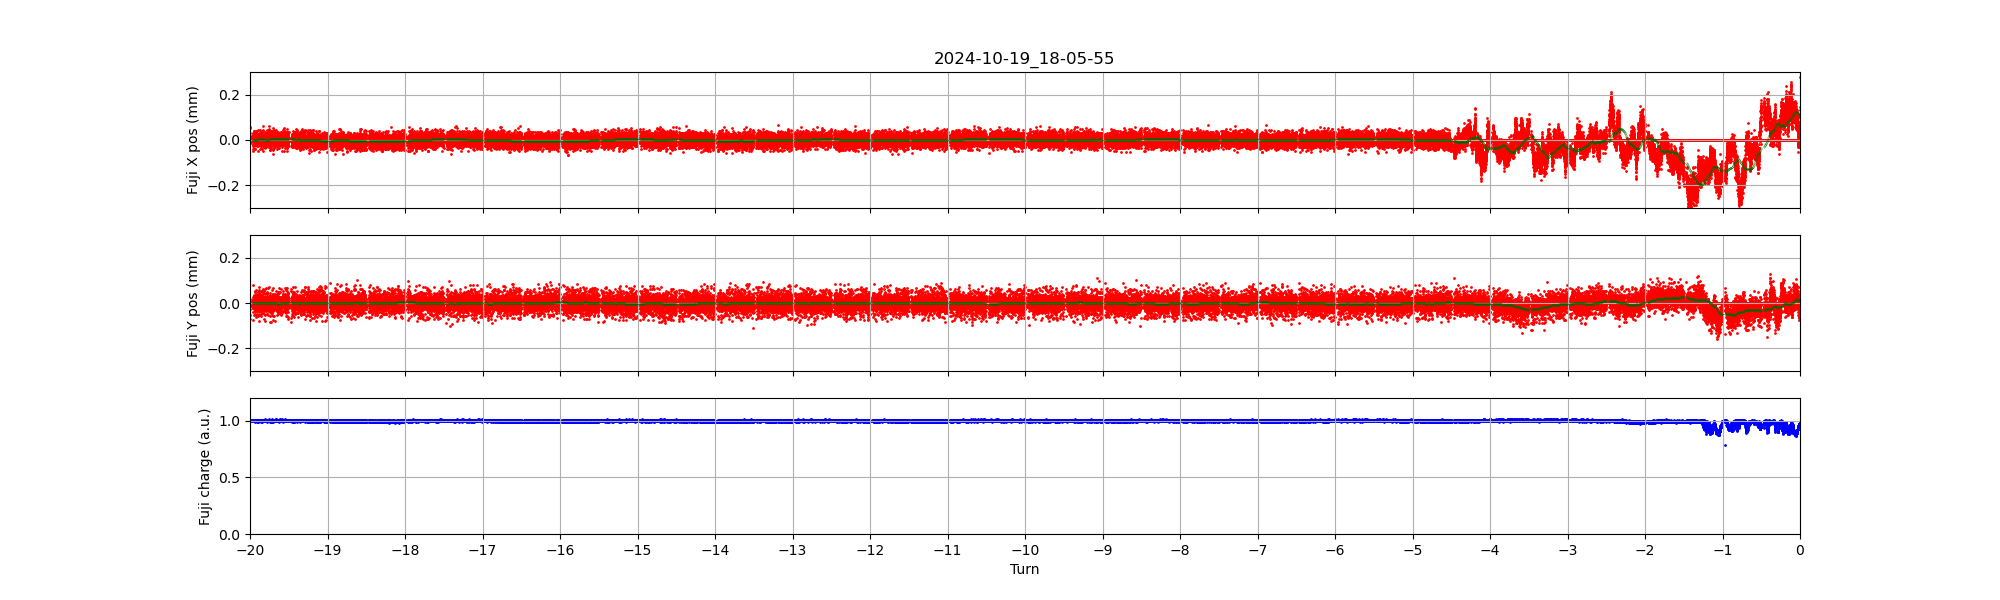 2024-10-19_18-05-55
Fuji X pos (mm)
0.2
0.0
−0.2
Fuji Y pos (mm)
0.2
0.0
−0.2
Fuji charge (a.u.)
1.0
0.5
0.0
−20 −19 −18 −17 −16 −15 −14 −13 −12 −11 −10 −9 −8 −7 −6 −5 −4 −3 −2 −1 0
Turn